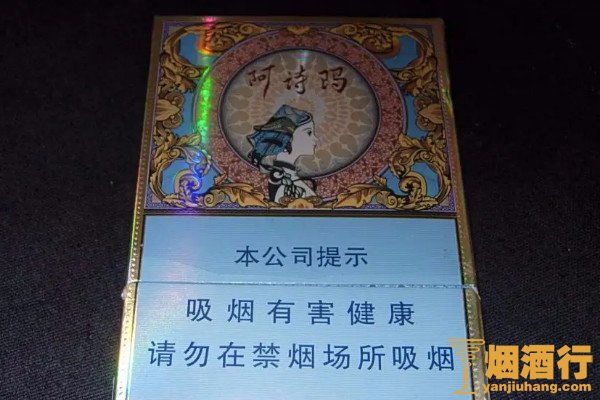 阿诗玛
本公司提示
吸烟有害健康
请勿在禁烟场所吸烟
烟酒行
yanjiuhang.com